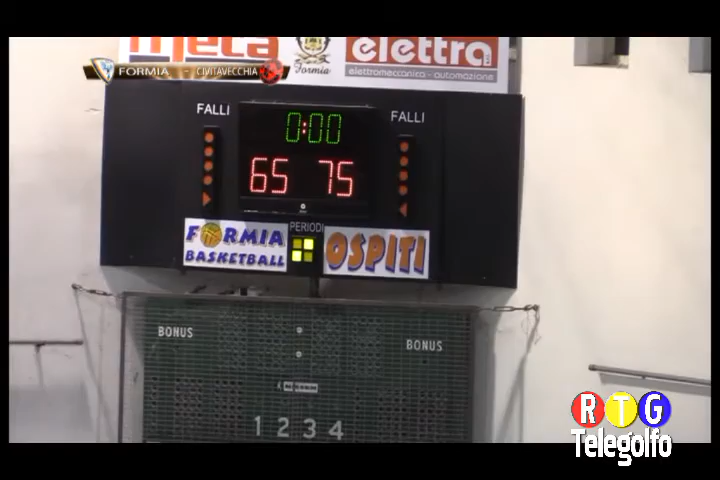 meta elettra
Formia elettromeccanica - automazione
FORMIA - CIVITAVECCHIA
FALLI FALLI
0:00
65 75
PERIODI
FORMIA OSPITI
BASKETBALL
BONUS BONUS
1 2 3 4
RTG
Telegolfo